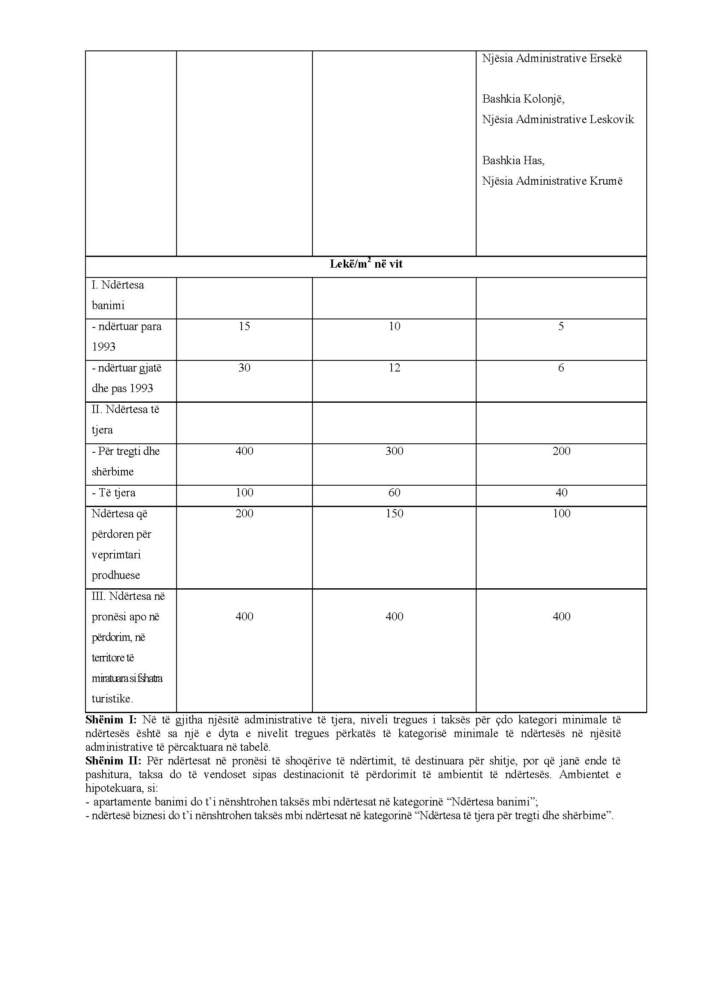 Njësia Administrative Ersekë
Bashkia Kolonjë,
Njësia Administrative Leskovik
Bashkia Has,
Njësia Administrative Krumë
Lekë/m² në vit
I. Ndërtesa
banimi
- ndërtuar para
1993
15
10
5
- ndërtuar gjatë
dhe pas 1993
30
12
6
II. Ndërtesa të
tjera
- Për tregti dhe
shërbime
400
300
200
- Të tjera
100
60
40
Ndërtesa që
përdoren për
veprimtari
prodhuese
200
150
100
III. Ndërtesa në
pronësi apo në
përdorim, në
territore të
miratuara si fshatra
turistike.
400
400
400
Shënim I: Në të gjitha njësitë administrative të tjera, niveli tregues i taksës për çdo kategori minimale të
ndërtesës është sa një e dyta e nivelit tregues përkatës të kategorisë minimale të ndërtesës në njësitë
administrative të përcaktuara në tabelë.
Shënim II: Për ndërtesat në pronësi të shoqërive të ndërtimit, të destinuara për shitje, por që janë ende të
pashitura, taksa do të vendoset sipas destinacionit të përdorimit të ambientit të ndërtesës. Ambientet e
hipotekuara, si:
- apartamente banimi do t’i nënshtrohen taksës mbi ndërtesat në kategorinë “Ndërtesa banimi”;
- ndërtesë biznesi do t’i nënshtrohen taksës mbi ndërtesat në kategorinë “Ndërtesa të tjera për tregti dhe shërbime”.